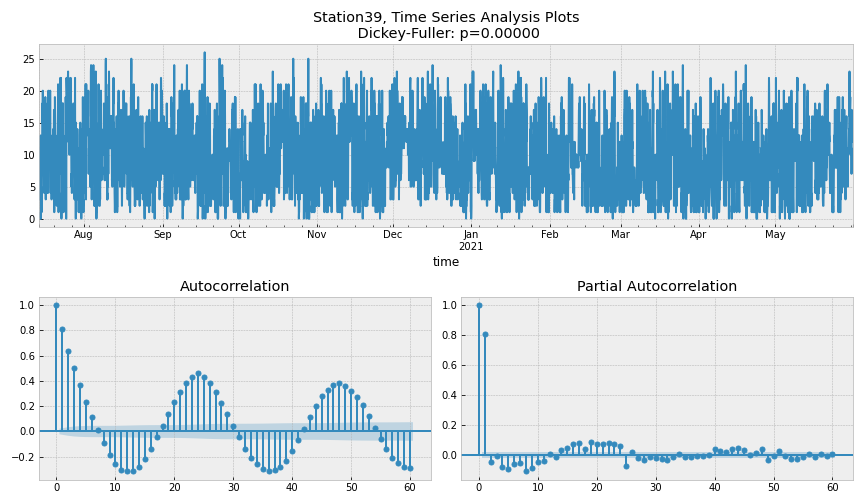 Station39, Time Series Analysis Plots
Dickey-Fuller: p=0.00000
25
20
15
10
5
0
Aug Sep Oct Nov Dec Jan Feb Mar Apr May
2021
time
Autocorrelation
1.0
0.8
0.6
0.4
0.2
0.0
−0.2
0 10 20 30 40 50 60
Partial Autocorrelation
1.0
0.8
0.6
0.4
0.2
0.0
0 10 20 30 40 50 60